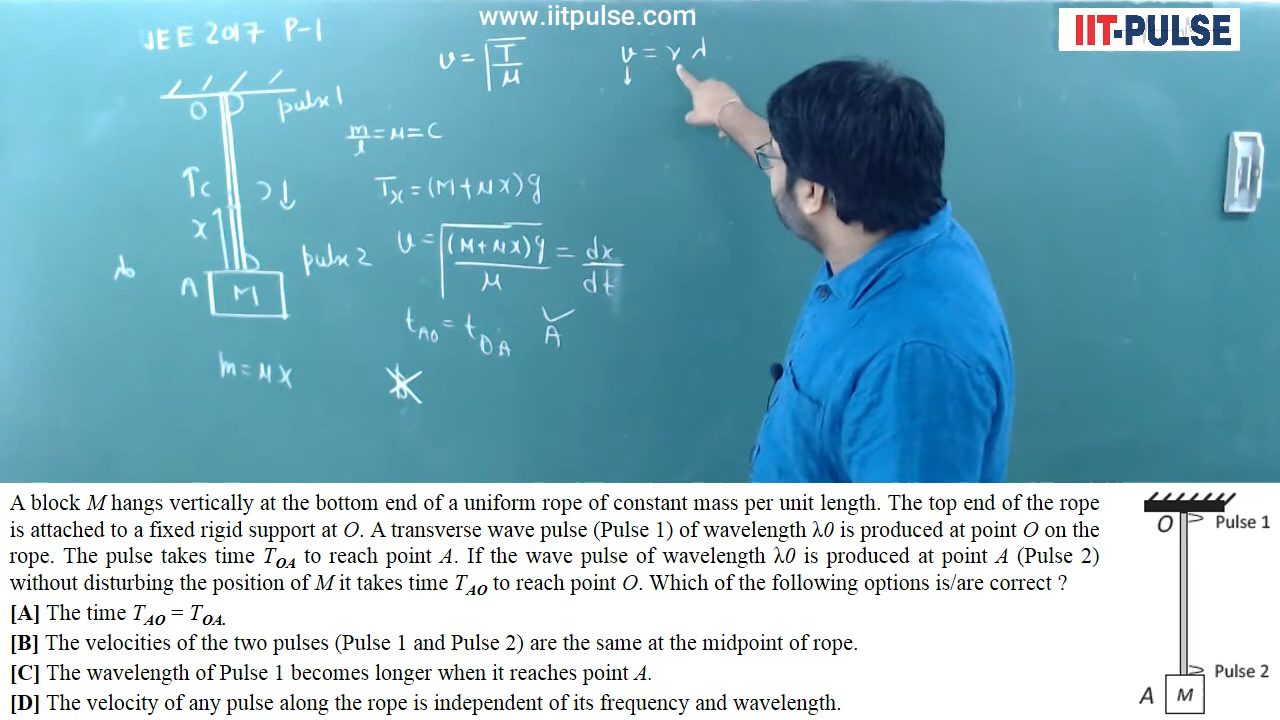 www.iitpulse.com
IIT-PULSE
JEE 2017 P-1
v = √T/μ
v = ν λ
O
pulse 1
m/l = μ = C
T_x = (M + μx) g
x
v = √(M + μx) g / μ = dx/dt
pulse 2
A
M
t_AO = t_OA
A
m = μx
A block M hangs vertically at the bottom end of a uniform rope of constant mass per unit length. The top end of the rope
is attached to a fixed rigid support at O. A transverse wave pulse (Pulse 1) of wavelength λ0 is produced at point O on the
rope. The pulse takes time T_OA to reach point A. If the wave pulse of wavelength λ0 is produced at point A (Pulse 2)
without disturbing the position of M it takes time T_AO to reach point O. Which of the following options is/are correct ?
[A] The time T_AO = T_OA.
[B] The velocities of the two pulses (Pulse 1 and Pulse 2) are the same at the midpoint of rope.
[C] The wavelength of Pulse 1 becomes longer when it reaches point A.
[D] The velocity of any pulse along the rope is independent of its frequency and wavelength.
O
Pulse 1
Pulse 2
A
M